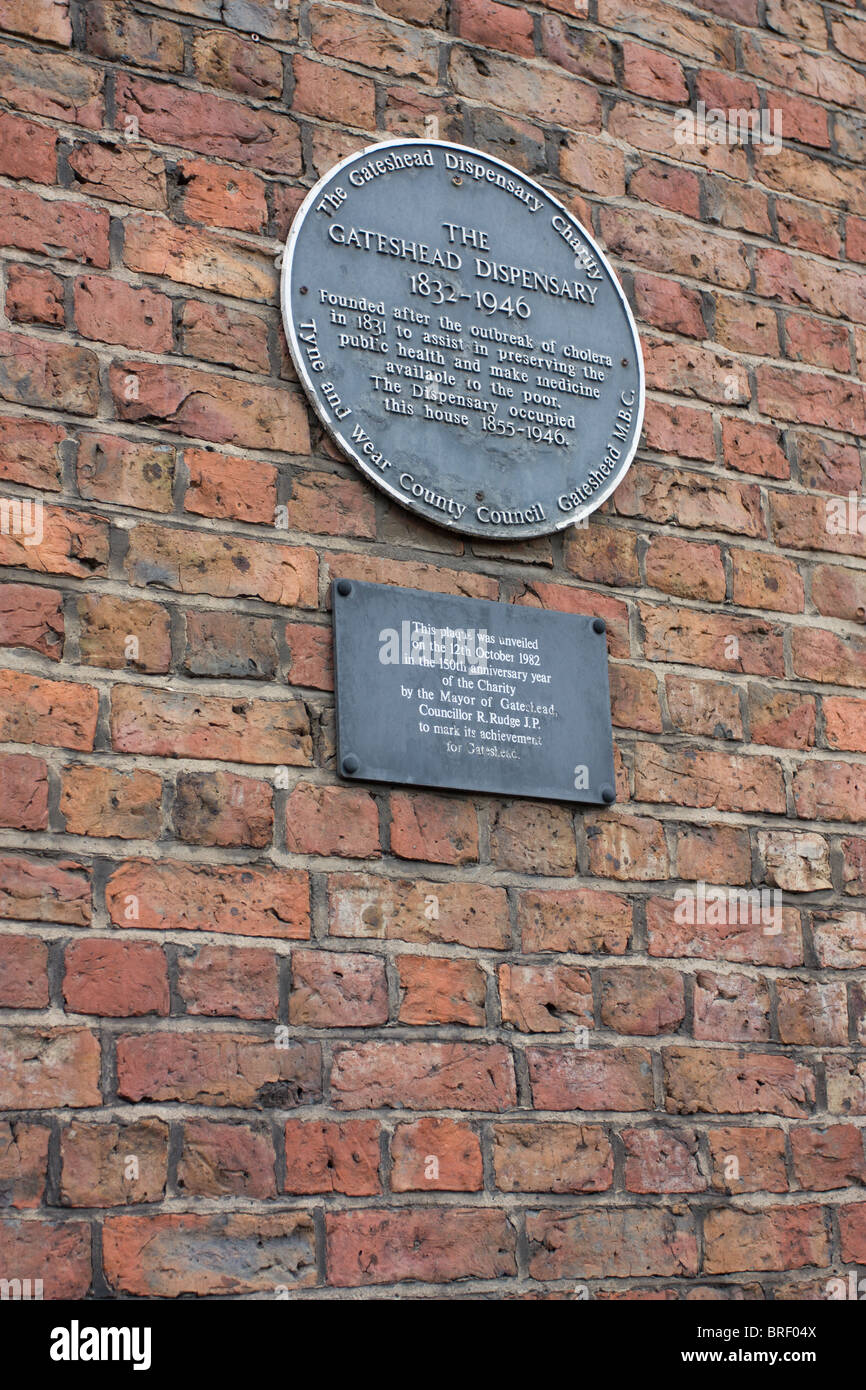 The Gateshead Dispensary Charity
THE
GATESHEAD DISPENSARY
1832-1946
Founded after the outbreak of cholera
in 1831 to assist in preserving the
public health and make medicine
available to the poor.
The Dispensary occupied
this house 1855-1946.
Tyne and Wear County Council Gateshead M.B.C.
This plaque was unveiled
on the 12th October 1982
in the 150th anniversary year
of the Charity
by the Mayor of Gateshead,
Councillor R.Rudge J.P.
to mark its achievement
for Gateshead.
alamy
Image ID: BRF04X
www.alamy.com